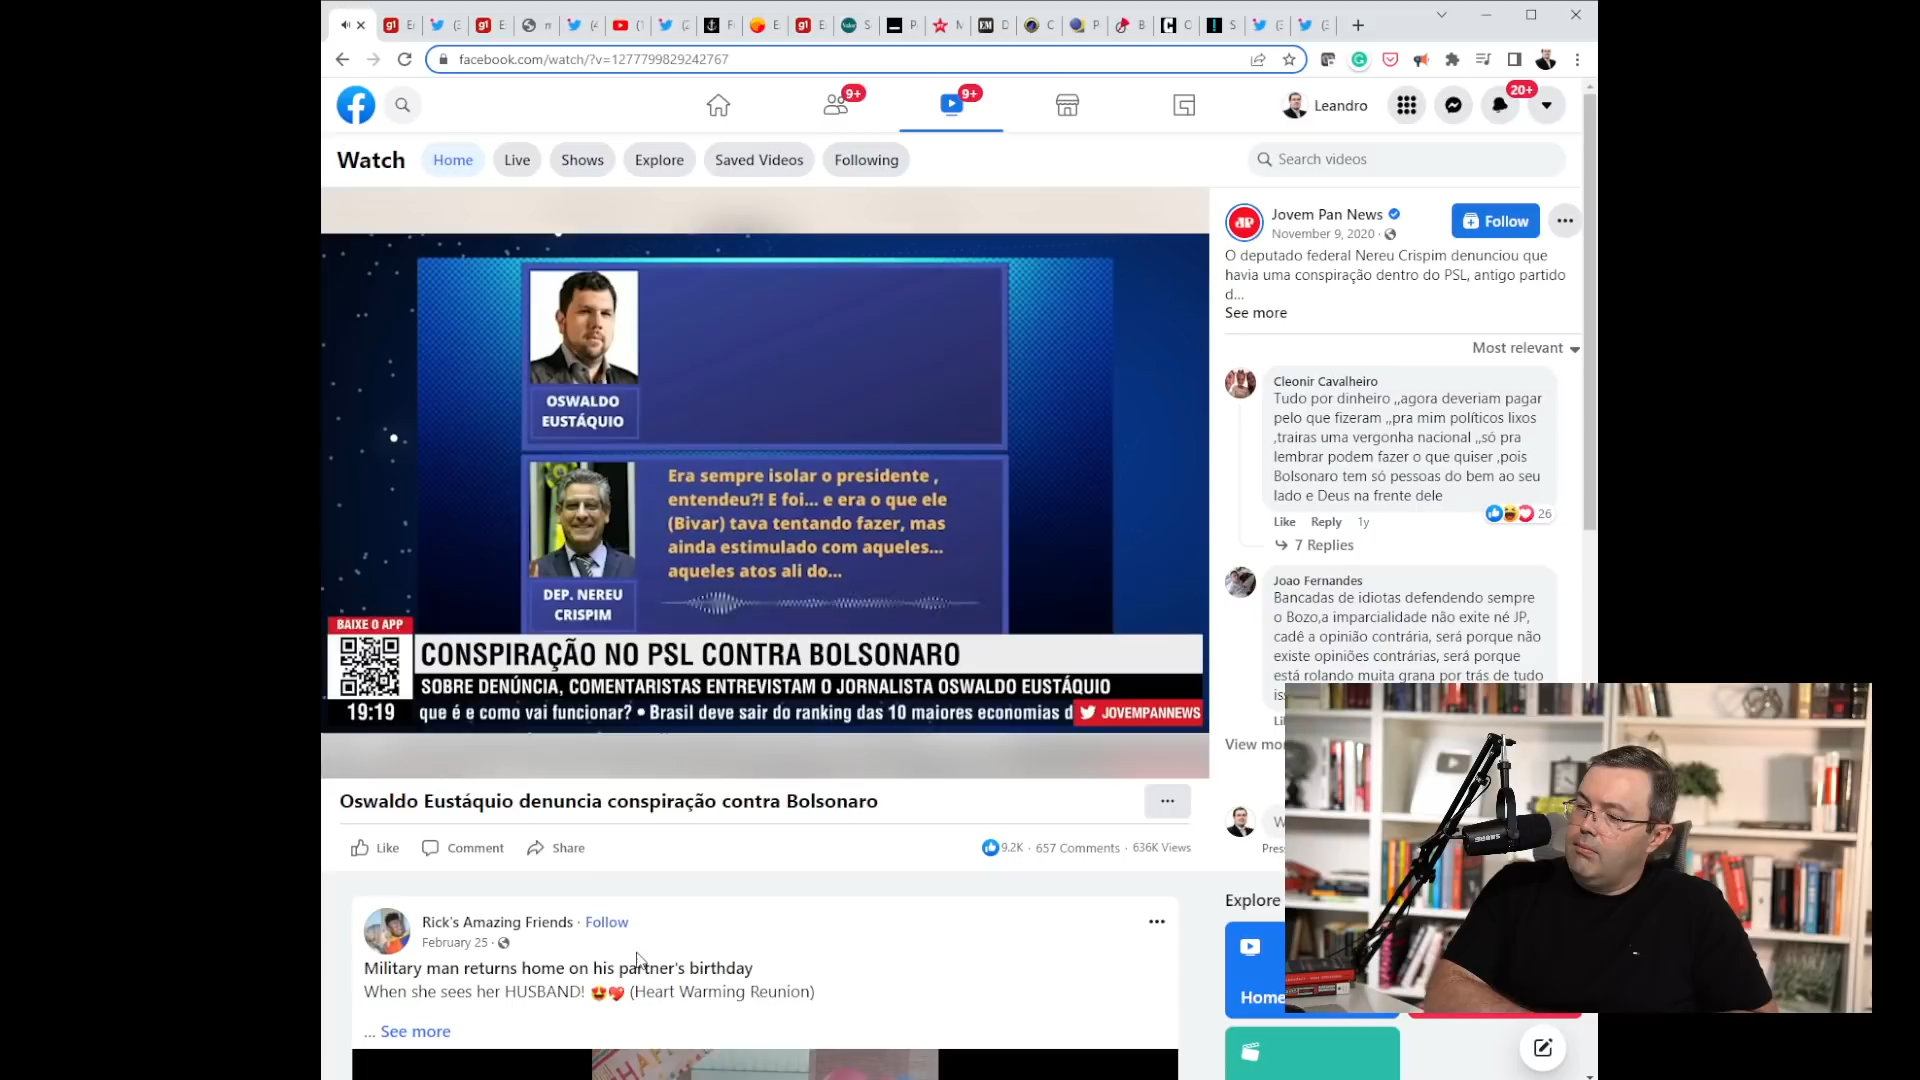 facebook.com/watch/?v=1277799829242767
9+
9+
Leandro
20+
Watch
Home
Live
Shows
Explore
Saved Videos
Following
Search videos
OSWALDO
EUSTÁQUIO
Era sempre isolar o presidente ,
entendeu?! E foi... e era o que ele
(Bivar) tava tentando fazer, mas
ainda estimulado com aqueles...
aqueles atos ali do...
DEP. NEREU
CRISPIM
BAIXE O APP
CONSPIRAÇÃO NO PSL CONTRA BOLSONARO
SOBRE DENÚNCIA, COMENTARISTAS ENTREVISTAM O JORNALISTA OSWALDO EUSTÁQUIO
19:19
que é e como vai funcionar? • Brasil deve sair do ranking das 10 maiores economias d
JOVEMPANNEWS
Oswaldo Eustáquio denuncia conspiração contra Bolsonaro
Like
Comment
Share
9.2K · 657 Comments · 636K Views
Rick's Amazing Friends · Follow
February 25 ·
Military man returns home on his partner's birthday
When she sees her HUSBAND! 😍💖 (Heart Warming Reunion)
... See more
Jovem Pan News
November 9, 2020 ·
Follow
O deputado federal Nereu Crispim denunciou que
havia uma conspiração dentro do PSL, antigo partido
d...
See more
Most relevant
Cleonir Cavalheiro
Tudo por dinheiro ,,agora deveriam pagar
pelo que fizeram ,,pra mim políticos lixos
,trairas uma vergonha nacional ,,só pra
lembrar podem fazer o que quiser ,pois
Bolsonaro tem só pessoas do bem ao seu
lado e Deus na frente dele
26
Like Reply 1y
7 Replies
Joao Fernandes
Bancadas de idiotas defendendo sempre
o Bozo,a imparcialidade não exite né JP,
cadê a opinião contrária, será porque não
existe opiniões contrárias, será porque
está rolando muita grana por trás de tudo
Explore
Home